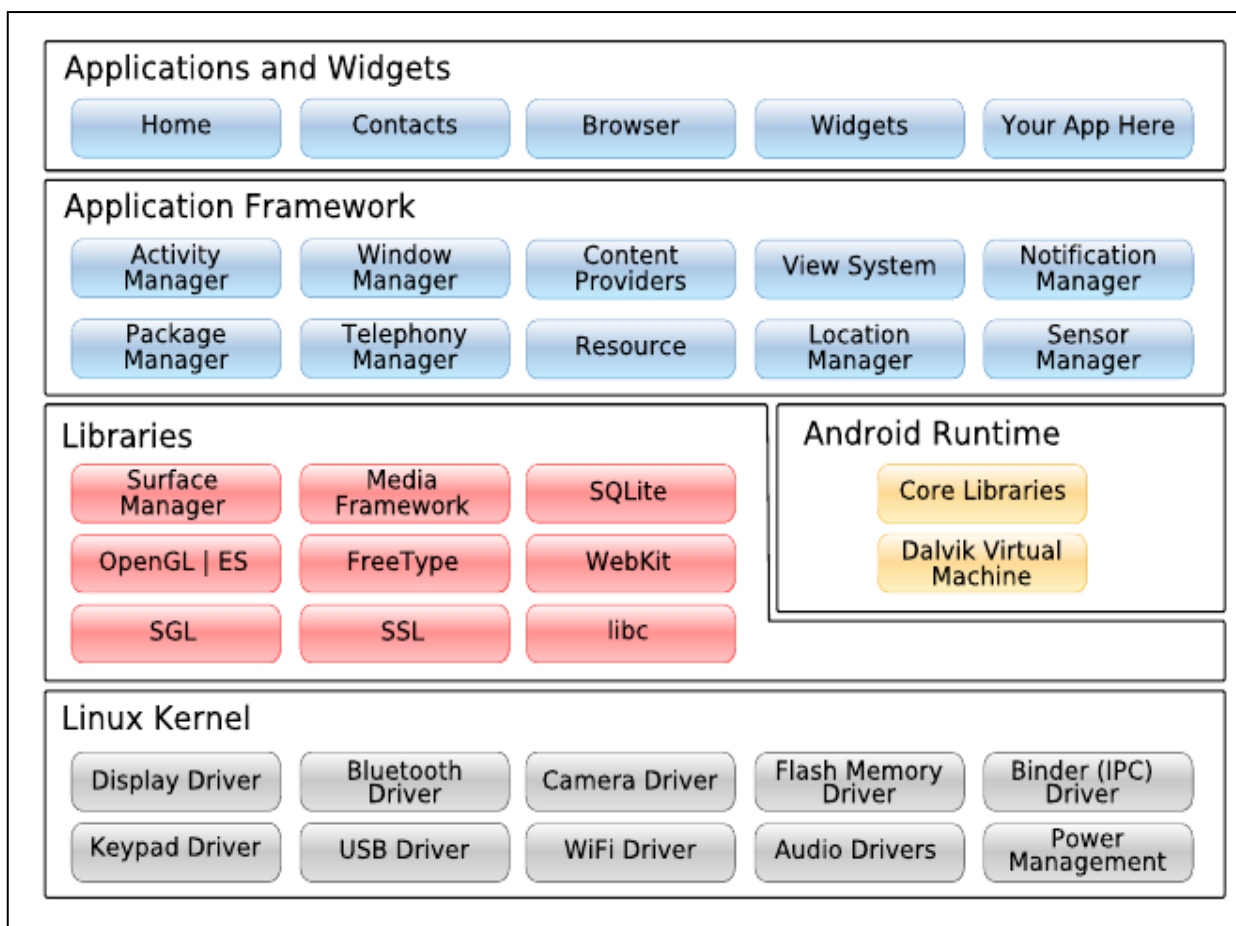 Applications and Widgets
Home
Contacts
Browser
Widgets
Your App Here
Application Framework
Activity
Manager
Window
Manager
Content
Providers
View System
Notification
Manager
Package
Manager
Telephony
Manager
Resource
Location
Manager
Sensor
Manager
Libraries
Surface
Manager
Media
Framework
SQLite
OpenGL | ES
FreeType
WebKit
SGL
SSL
libc
Android Runtime
Core Libraries
Dalvik Virtual
Machine
Linux Kernel
Display Driver
Bluetooth
Driver
Camera Driver
Flash Memory
Driver
Binder (IPC)
Driver
Keypad Driver
USB Driver
WiFi Driver
Audio Drivers
Power
Management